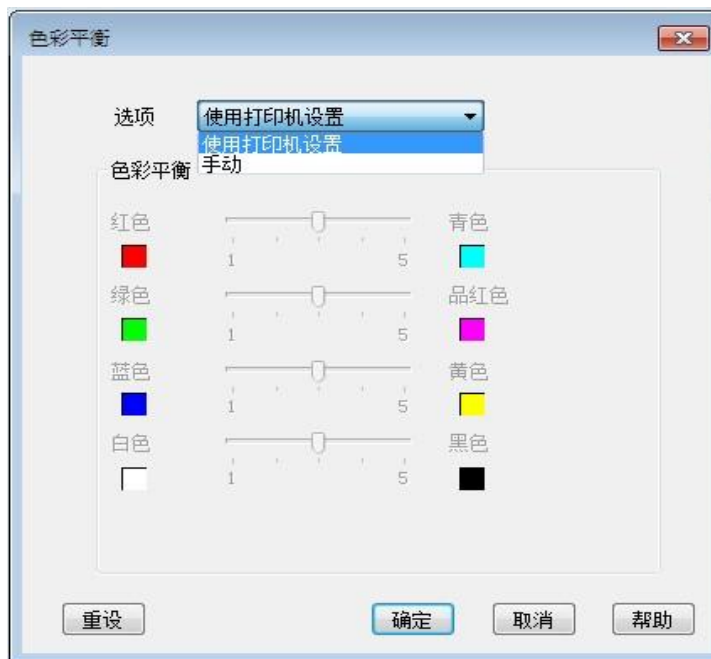 色彩平衡
选项 使用打印机设置
使用打印机设置
手动
色彩平衡
红色 青色
1 5
绿色 品红色
1 5
蓝色 黄色
1 5
白色 黑色
1 5
重设 确定 取消 帮助